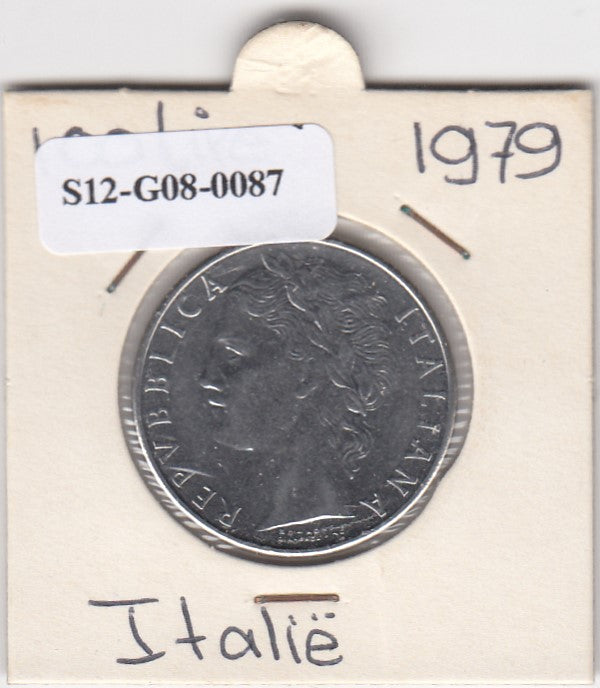 1979
S12-G08-0087
REPVBBLICA ITALIANA
Italië